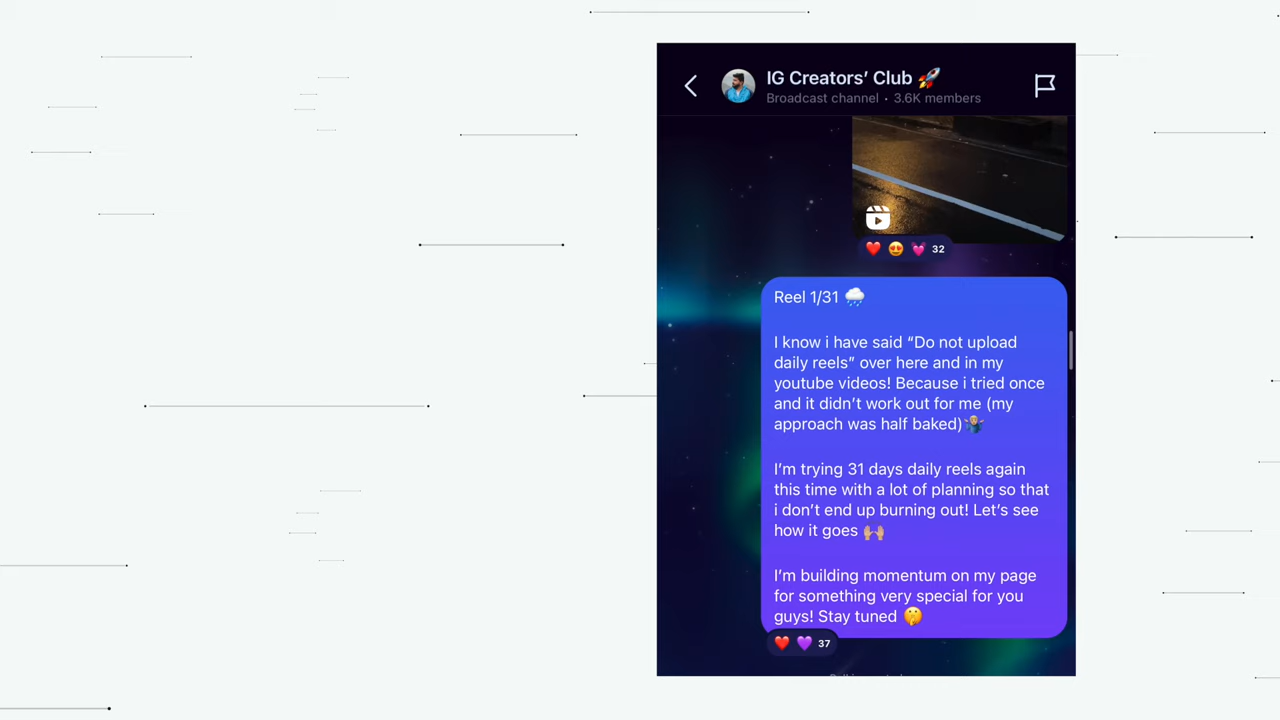 IG Creators’ Club 🚀
Broadcast channel • 3.6K members
32
Reel 1/31 🌧️
I know i have said “Do not upload
daily reels” over here and in my
youtube videos! Because i tried once
and it didn’t work out for me (my
approach was half baked)🤷🏼‍♂️
I’m trying 31 days daily reels again
this time with a lot of planning so that
i don’t end up burning out! Let’s see
how it goes 🙌🏼
I’m building momentum on my page
for something very special for you
guys! Stay tuned 🤫
37